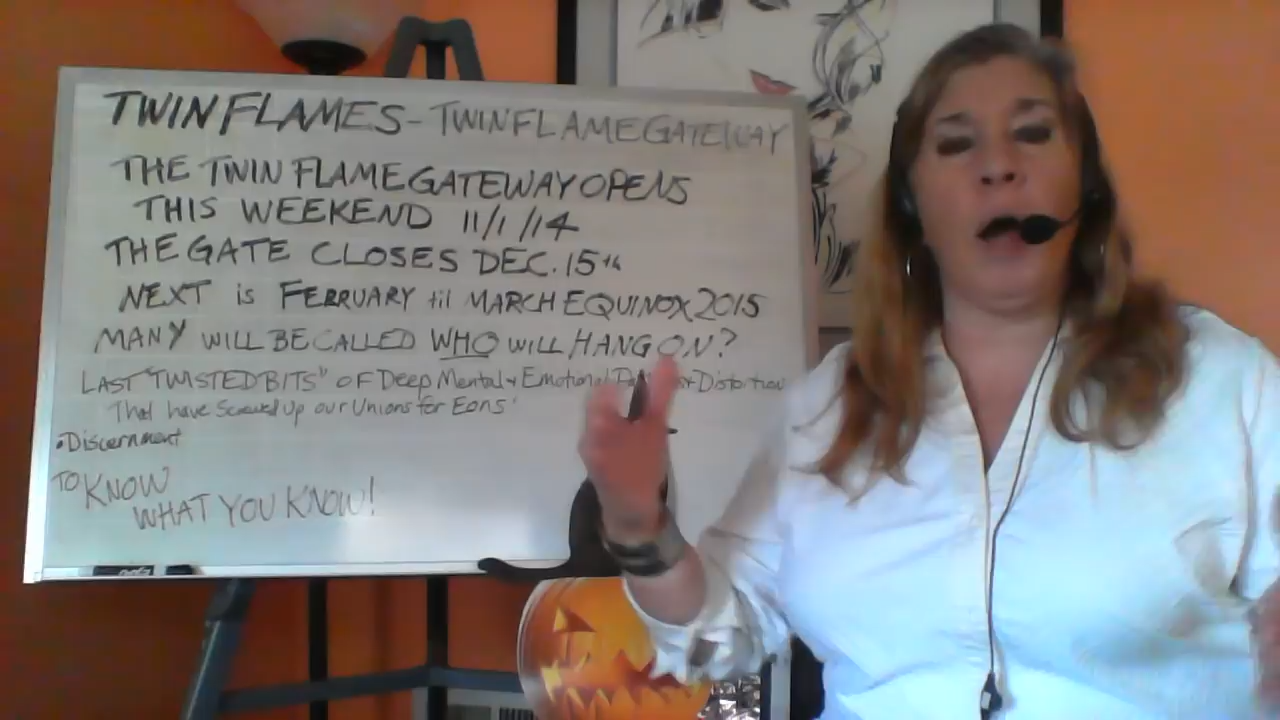 TWIN FLAMES - TWIN FLAME GATEWAY
THE TWIN FLAME GATEWAY OPENS
THIS WEEKEND 11/1/14
THE GATE CLOSES DEC. 15th
NEXT is FEBRUARY til MARCH EQUINOX 2015
MANY WILL BE CALLED WHO WILL HANG ON?
LAST "TWISTED BITS" OF Deep Mental + Emotional Distortion
That have Screwed Up our Unions for Eons
• Discernment
TO KNOW
WHAT YOU KNOW!